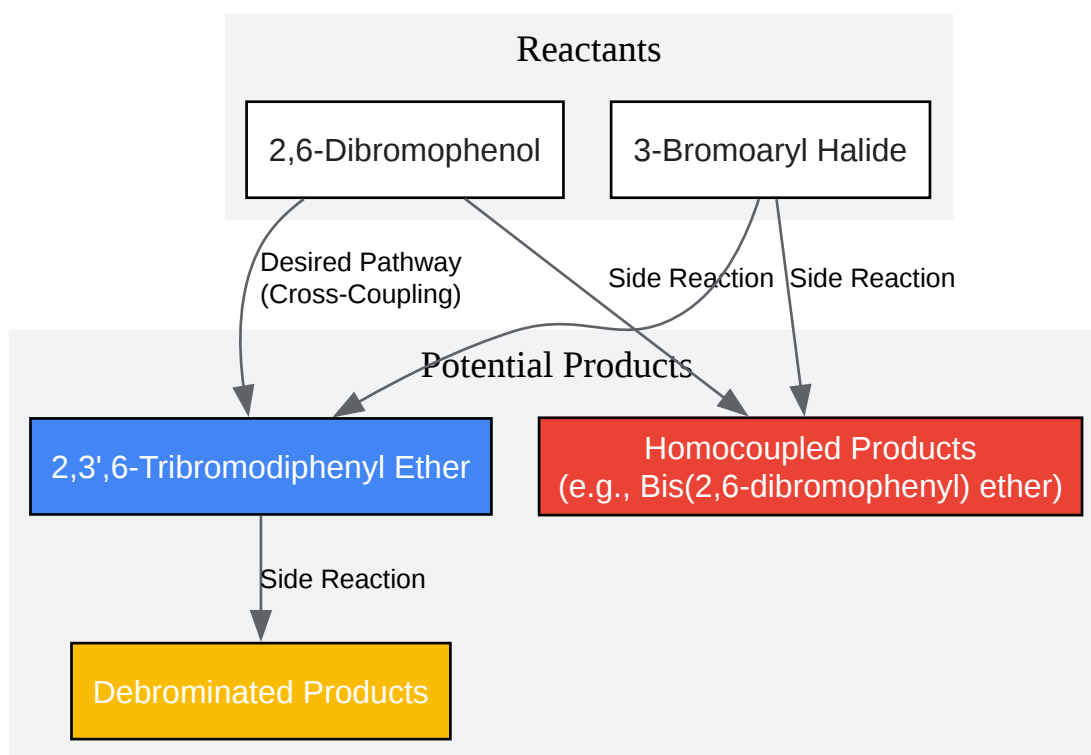 Reactants
2,6-Dibromophenol
3-Bromoaryl Halide
Desired Pathway
(Cross-Coupling)
Side Reaction
Side Reaction
Potential Products
2,3',6-Tribromodiphenyl Ether
Homocoupled Products
(e.g., Bis(2,6-dibromophenyl) ether)
Side Reaction
Debrominated Products